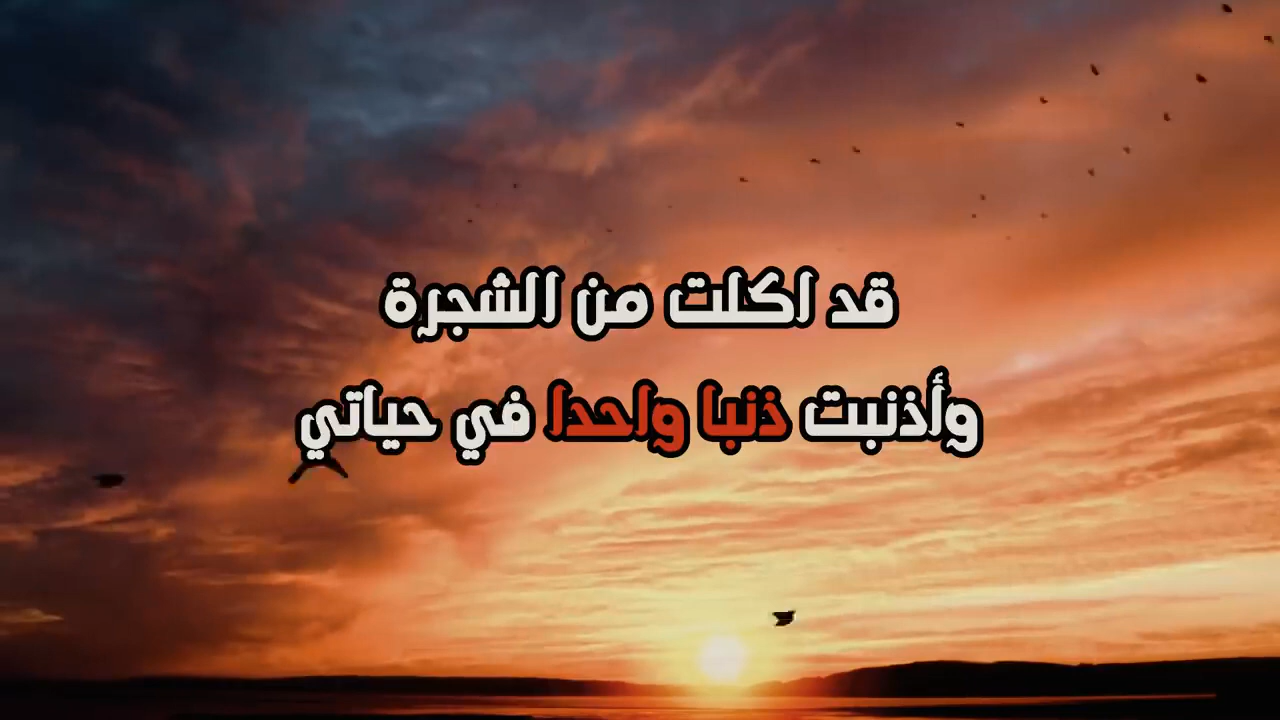 قد اكلت من الشجرة
وأذنبت ذنبا واحدا في حياتي